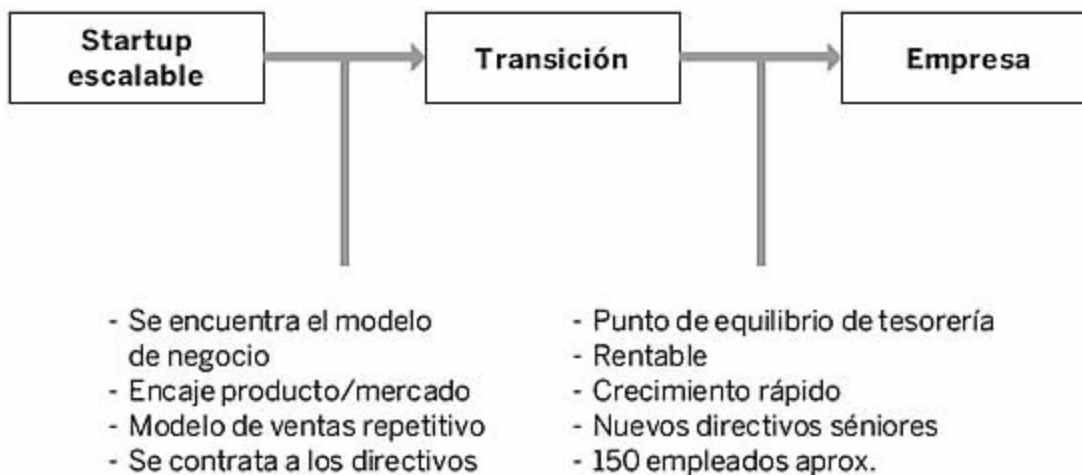 Startup
escalable
Transición
Empresa
- Se encuentra el modelo
de negocio
- Encaje producto/mercado
- Modelo de ventas repetitivo
- Se contrata a los directivos
- Punto de equilibrio de tesorería
- Rentable
- Crecimiento rápido
- Nuevos directivos séniores
- 150 empleados aprox.